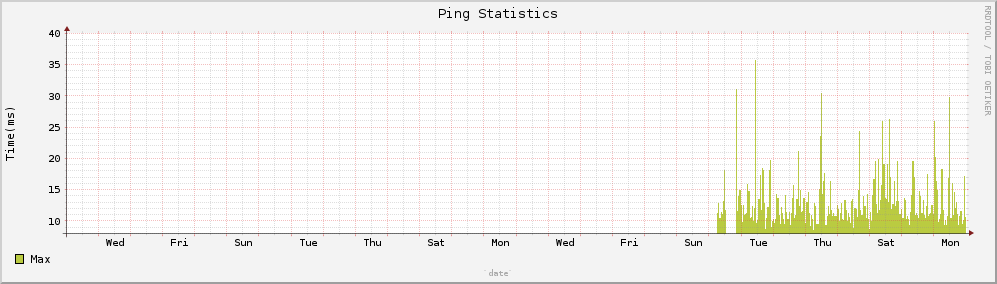 Ping Statistics
RRDTOOL / TOBI OETIKER
Time(ms)
40
35
30
25
20
15
10
Wed Fri Sun Tue Thu Sat Mon Wed Fri Sun Tue Thu Sat Mon
Max
`date`